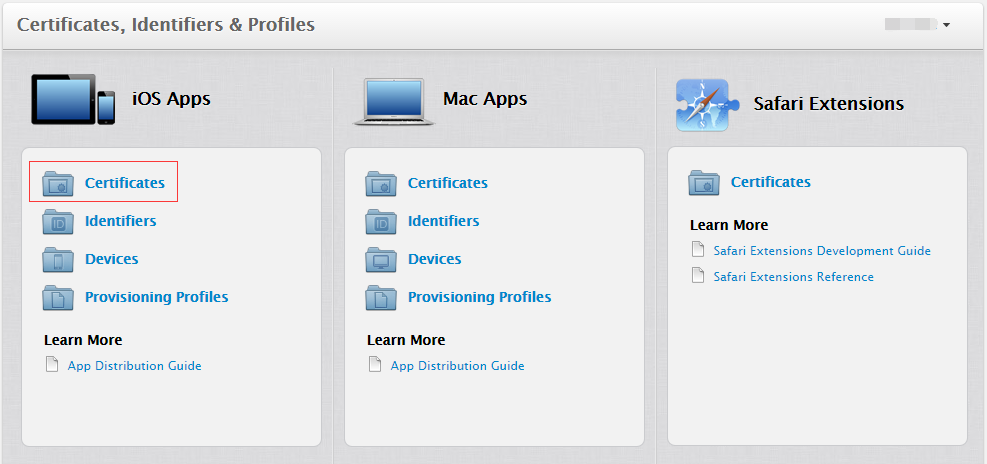 Certificates, Identifiers & Profiles
iOS Apps
Certificates
Identifiers
Devices
Provisioning Profiles
Learn More
App Distribution Guide
Mac Apps
Certificates
Identifiers
Devices
Provisioning Profiles
Learn More
App Distribution Guide
Safari Extensions
Certificates
Learn More
Safari Extensions Development Guide
Safari Extensions Reference